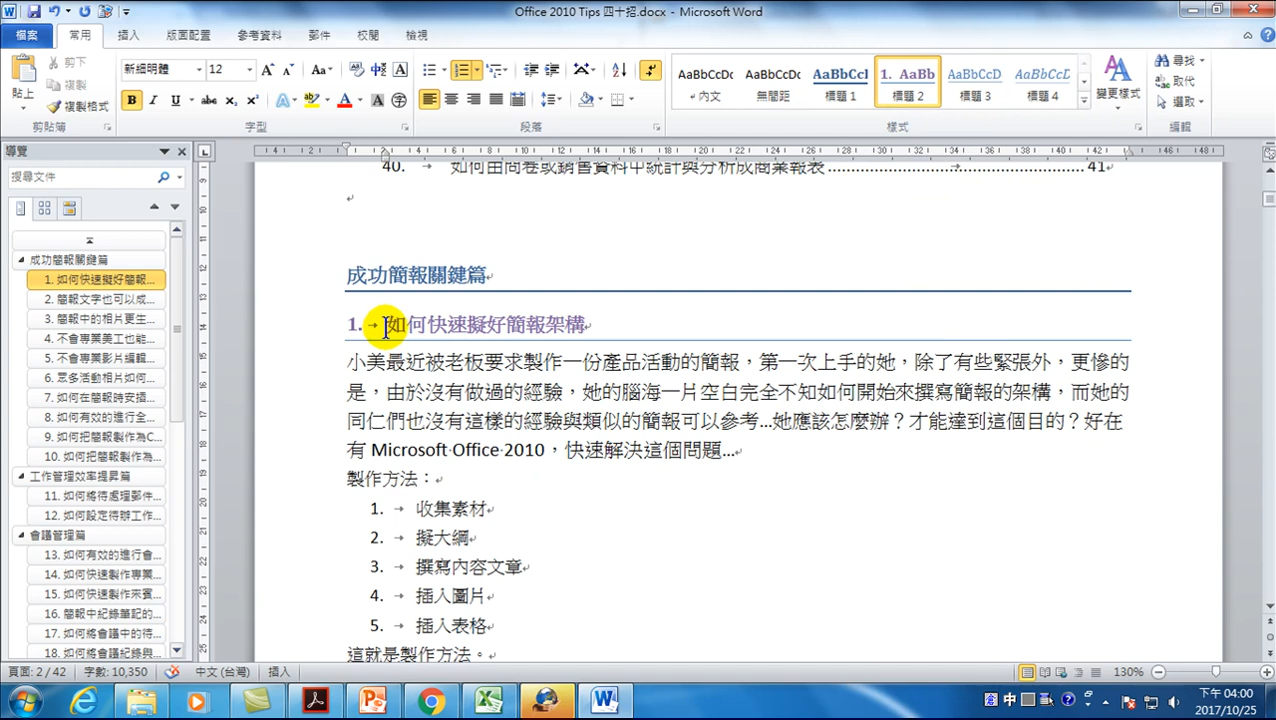 Office 2010 Tips 四十招.docx - Microsoft Word
檔案 常用 插入 版面配置 參考資料 郵件 校閱 檢視
貼上 剪下 複製 複製格式
新細明體 12
AaBbCcDc AaBbCcDc AaBbCcI 1. AaBb AaBbCcD AaBbCcD
↵內文 無間距 標題 1 標題 2 標題 3 標題 4 變更樣式
尋找 取代 選取
剪貼簿 字型 段落 樣式 編輯
導覽
搜尋文件
成功簡報關鍵篇
1. 如何快速擬好簡報...
2. 簡報文字也可以成...
3. 簡報中的相片更生...
4. 不會專業美工也能...
5. 不會專業影片編輯...
6. 眾多活動相片如何...
7. 如何在簡報時安插...
8. 如何有效的進行全...
9. 如何把簡報製作為C...
10. 如何把簡報製作為...
工作管理效率提昇篇
11. 如何將待處理郵件...
12. 如何設定待辦工作...
會議管理篇
13. 如何有效的進行會...
14. 如何快速製作專業...
15. 如何快速製作來賓...
16. 簡報中紀錄筆記的...
17. 如何將會議中的待...
18. 如何將會議紀錄與...
40. → 如何由問卷或銷售資料中統計與分析成商業報表 → 41
成功簡報關鍵篇
1. → 如何快速擬好簡報架構
小美最近被老板要求製作一份產品活動的簡報，第一次上手的她，除了有些緊張外，更慘的
是，由於沒有做過的經驗，她的腦海一片空白完全不知如何開始來撰寫簡報的架構，而她的
同仁們也沒有這樣的經驗與類似的簡報可以參考…她應該怎麼辦？才能達到這個目的？好在
有 Microsoft Office 2010，快速解決這個問題…
製作方法：
1. → 收集素材
2. → 擬大綱
3. → 撰寫內容文章
4. → 插入圖片
5. → 插入表格
這就是製作方法。
頁面: 2 / 42 字數: 10,350 中文 (台灣) 插入 130%
中 下午 04:00
2017/10/25